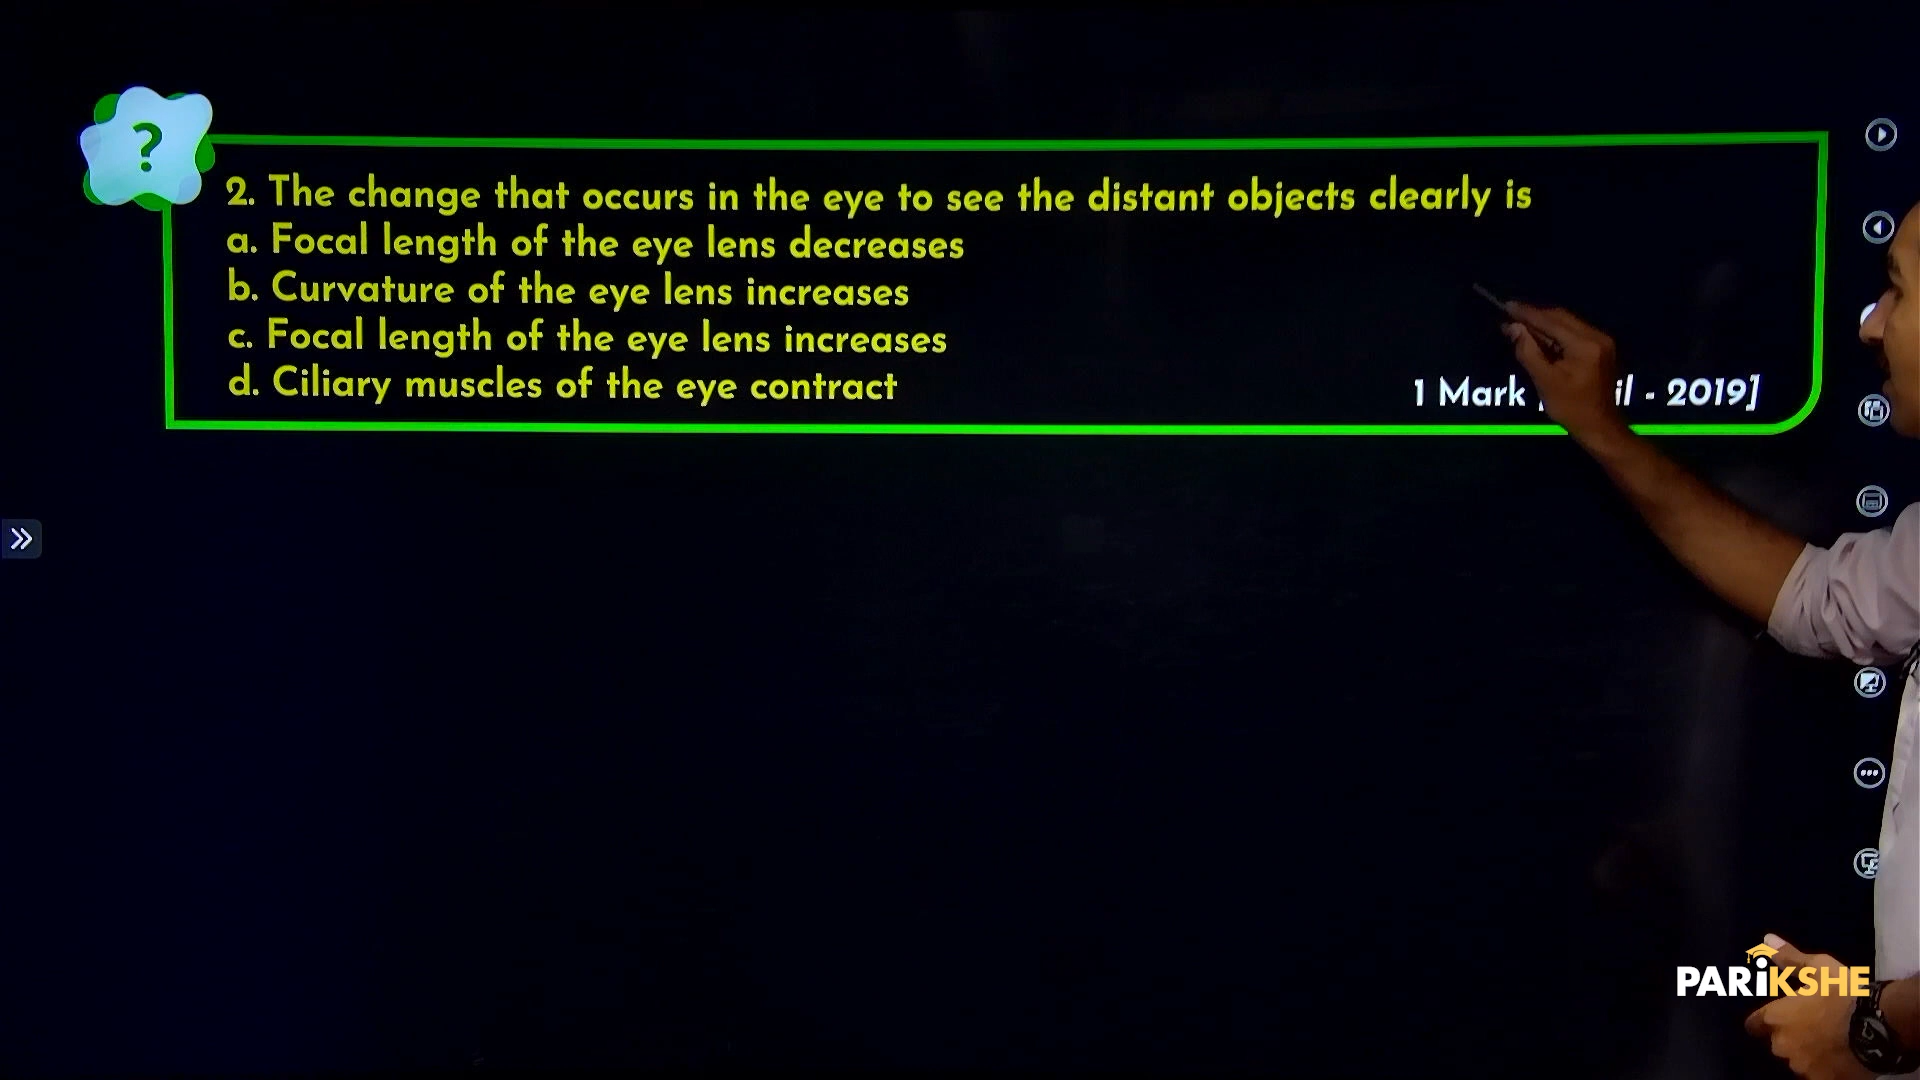 ?
2. The change that occurs in the eye to see the distant objects clearly is
a. Focal length of the eye lens decreases
b. Curvature of the eye lens increases
c. Focal length of the eye lens increases
d. Ciliary muscles of the eye contract
1 Mark il - 2019]
PARiKSHE